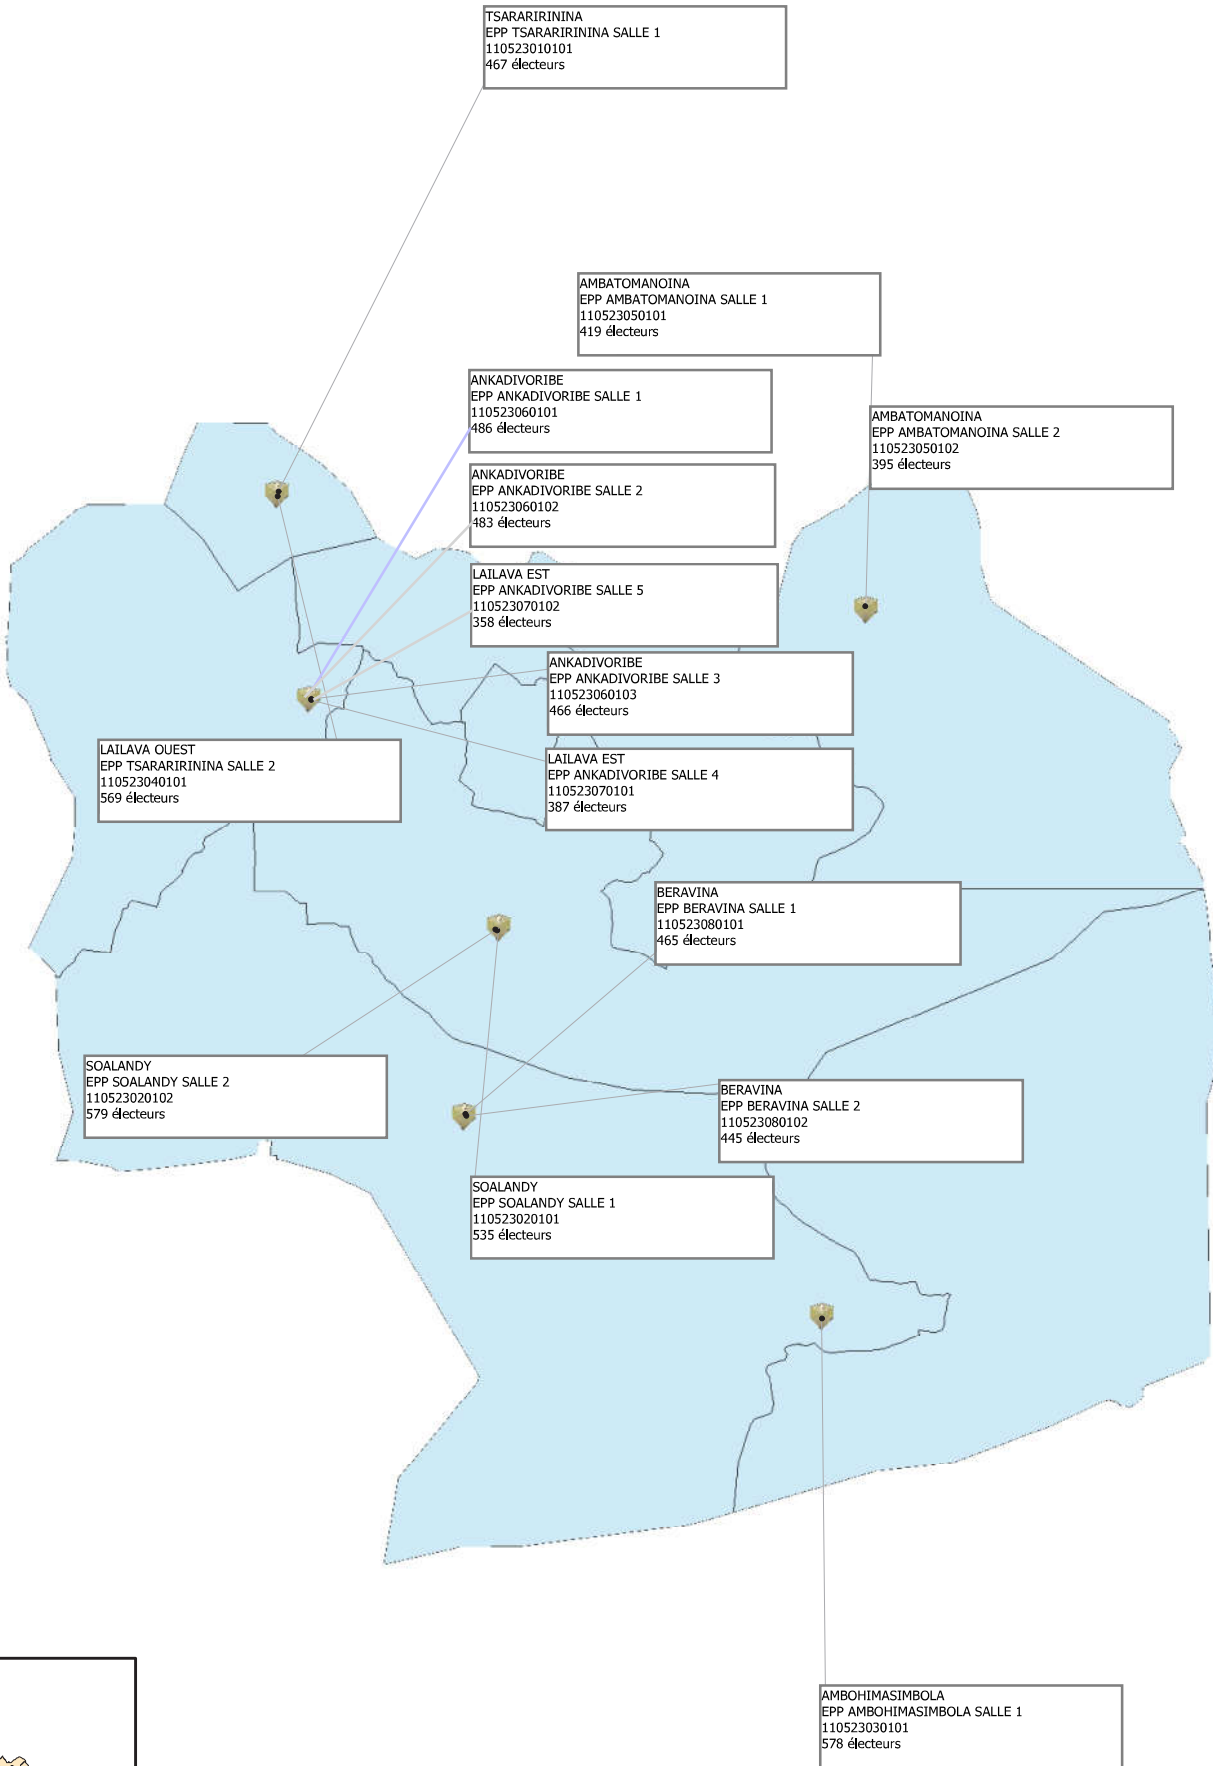 TSARARIRININA
EPP TSARARIRININA SALLE 1
110523010101
467 électeurs
AMBATOMANOINA
EPP AMBATOMANOINA SALLE 1
110523050101
419 électeurs
ANKADIVORIBE
EPP ANKADIVORIBE SALLE 1
110523060101
486 électeurs
AMBATOMANOINA
EPP AMBATOMANOINA SALLE 2
110523050102
395 électeurs
ANKADIVORIBE
EPP ANKADIVORIBE SALLE 2
110523060102
483 électeurs
LAILAVA EST
EPP ANKADIVORIBE SALLE 5
110523070102
358 électeurs
ANKADIVORIBE
EPP ANKADIVORIBE SALLE 3
110523060103
466 électeurs
LAILAVA OUEST
EPP TSARARIRININA SALLE 2
110523040101
569 électeurs
LAILAVA EST
EPP ANKADIVORIBE SALLE 4
110523070101
387 électeurs
BERAVINA
EPP BERAVINA SALLE 1
110523080101
465 électeurs
SOALANDY
EPP SOALANDY SALLE 2
110523020102
579 électeurs
BERAVINA
EPP BERAVINA SALLE 2
110523080102
445 électeurs
SOALANDY
EPP SOALANDY SALLE 1
110523020101
535 électeurs
AMBOHIMASIMBOLA
EPP AMBOHIMASIMBOLA SALLE 1
110523030101
578 électeurs